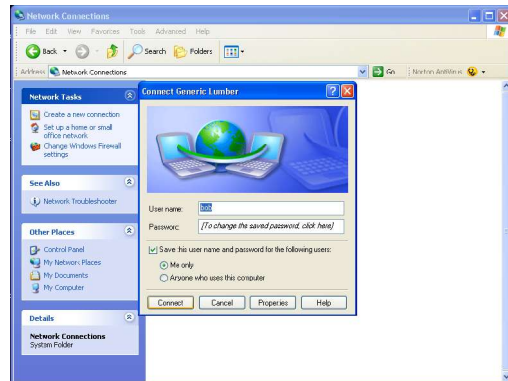 Network Connections
File Edit View Favorites Tools Advanced Help
Back Search Folders
Address Network Connections Go Norton AntiVirus
Network Tasks
Create a new connection
Set up a home or small
office network
Change Windows Firewall
settings
See Also
Network Troubleshooter
Other Places
Control Panel
My Network Places
My Documents
My Computer
Details
Network Connections
System Folder
Connect Generic Lumber
User name: bob
Password: [To change the saved password, click here]
Save this user name and password for the following users:
Me only
Anyone who uses this computer
Connect Cancel Properties Help